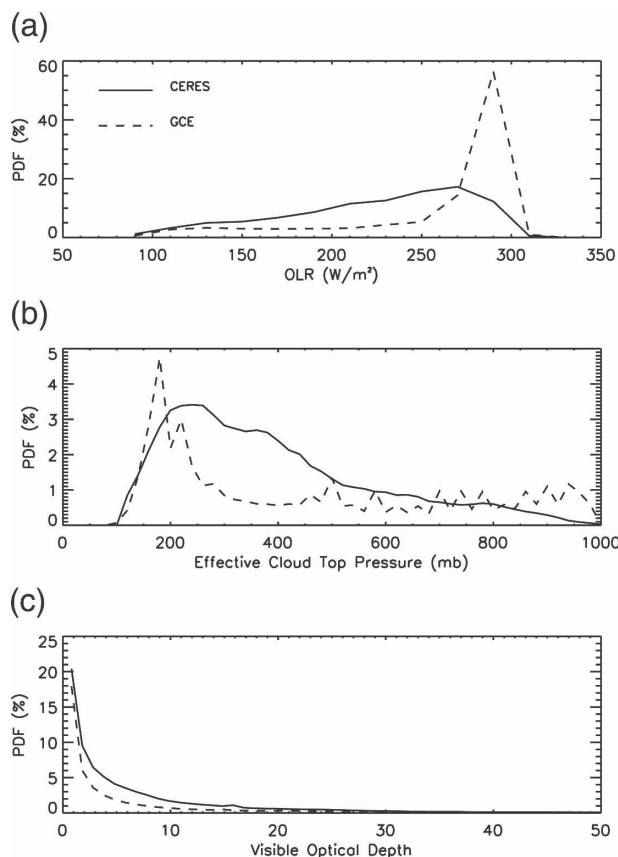 (a)
60
40
20
0
PDF (%)
CERES
GCE
50 100 150 200 250 300 350
OLR (W/m²)
(b)
5
4
3
2
1
0
PDF (%)
0 200 400 600 800 1000
Effective Cloud Top Pressure (mb)
(c)
25
20
15
10
5
0
PDF (%)
0 10 20 30 40 50
Visible Optical Depth